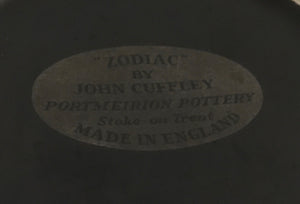 "ZODIAC"
BY
JOHN CUFFLEY
PORTMEIRION POTTERY
Stoke on Trent
MADE IN ENGLAND